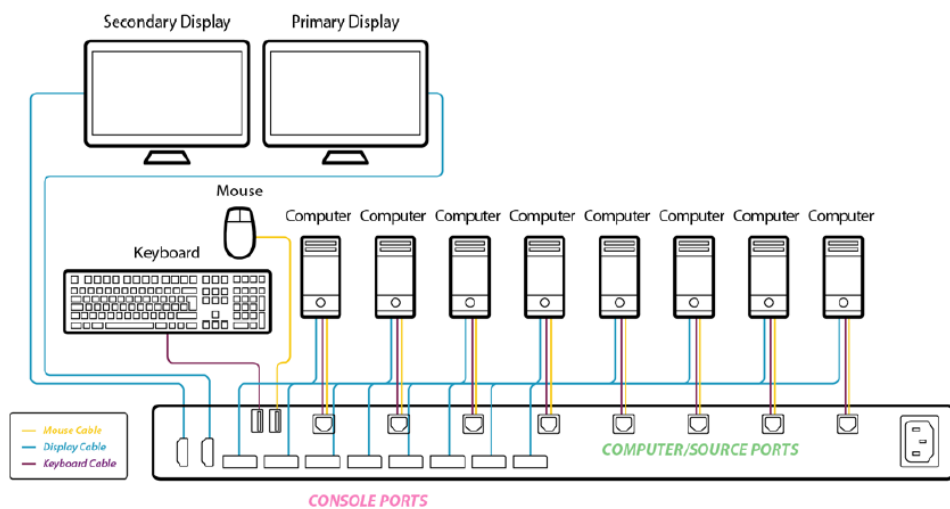 Secondary Display
Primary Display
Mouse
Computer Computer Computer Computer Computer Computer Computer Computer
Keyboard
Mouse Cable
Display Cable
Keyboard Cable
COMPUTER/SOURCE PORTS
CONSOLE PORTS